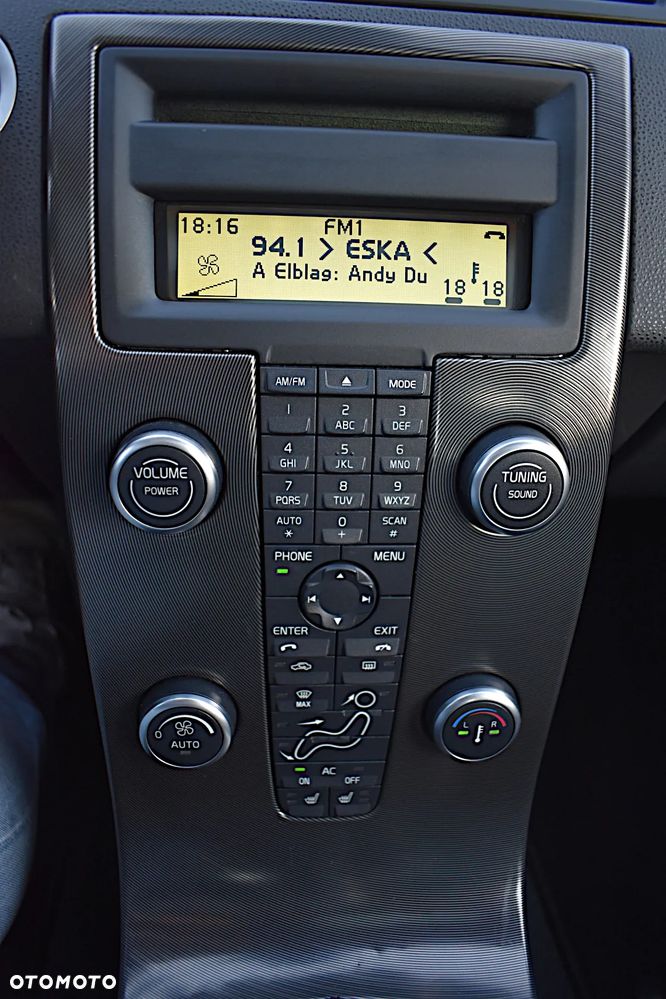 18:16 FM1
94.1 > ESKA <
A Elblag: Andy Du
18 18
AM/FM MODE
1 2 3
ABC DEF
4 5 6
GHI JKL MNO
7 8 9
PQRS TUV WXYZ
AUTO 0 SCAN
* + #
VOLUME
POWER
TUNING
SOUND
PHONE MENU
ENTER EXIT
MAX
0
AUTO
L R
AC
ON OFF
OTOMOTO